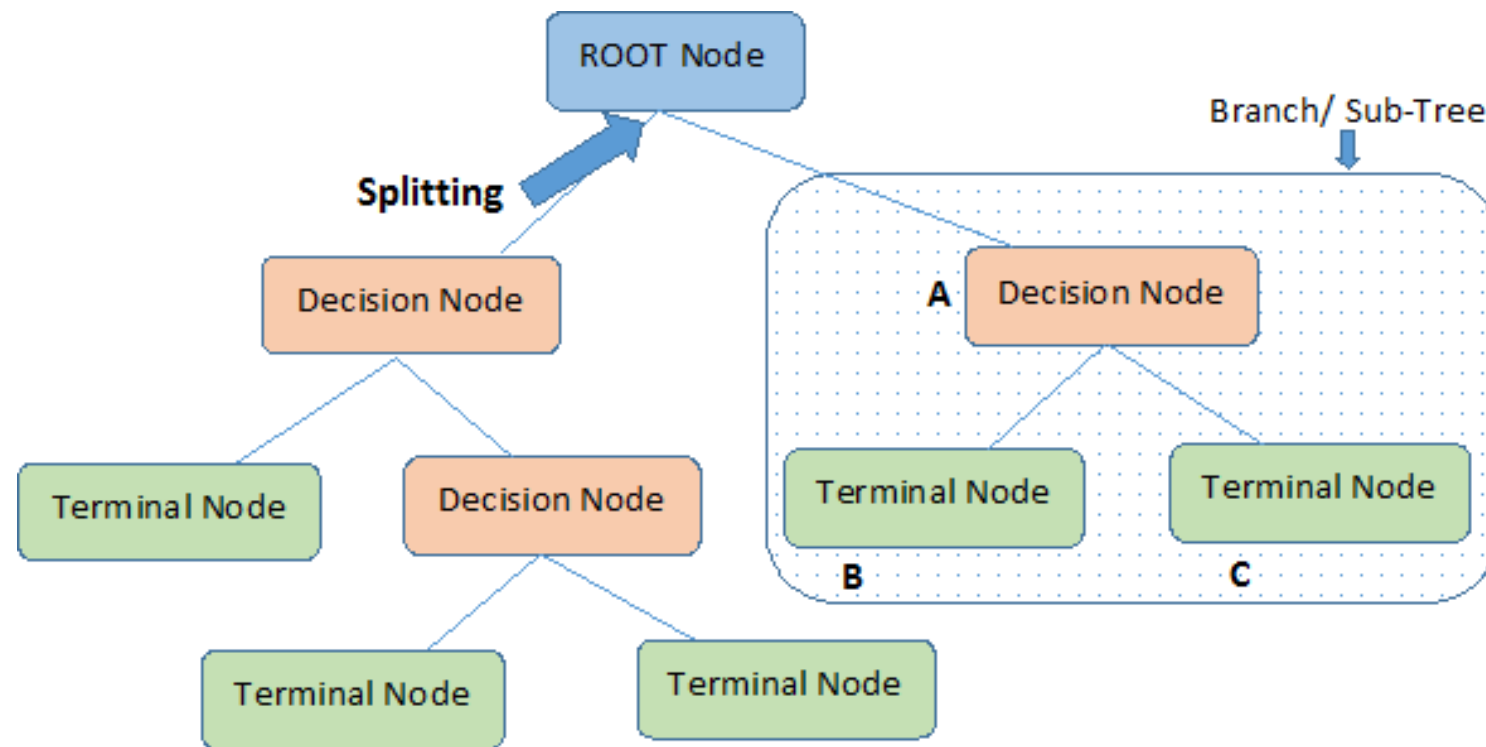 ROOT Node
Branch/ Sub-Tree
Splitting
Decision Node
A
Decision Node
Terminal Node
Decision Node
Terminal Node
Terminal Node
B
C
Terminal Node
Terminal Node